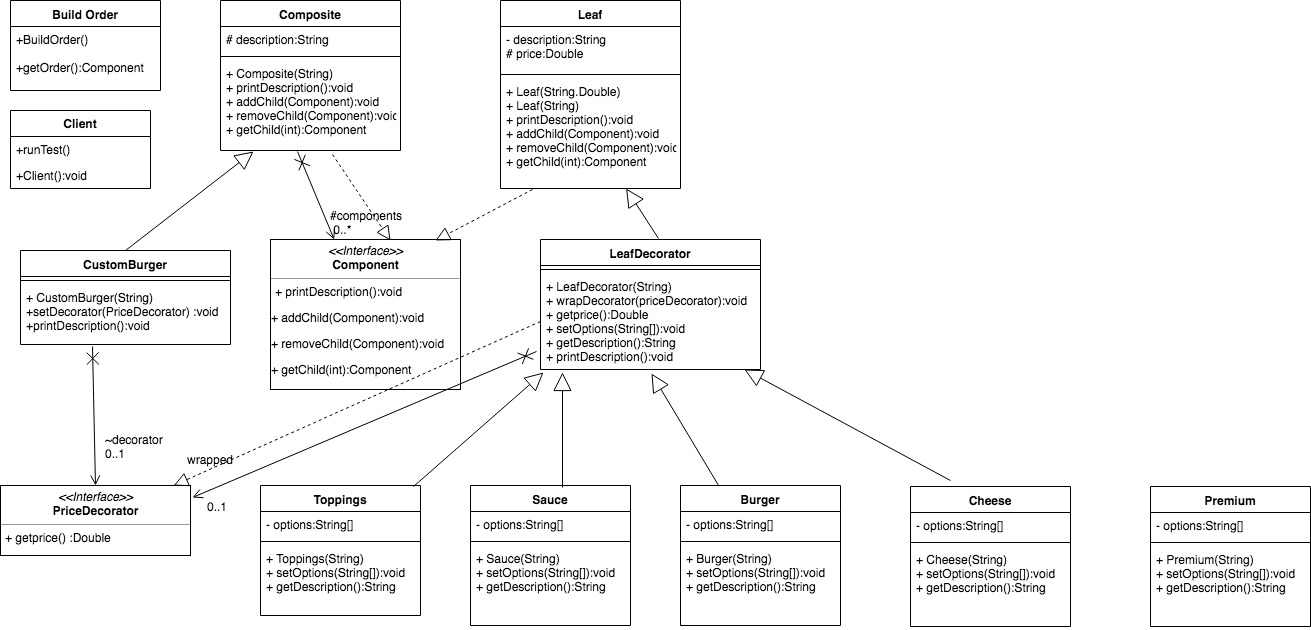 Build Order
+BuildOrder()
+getOrder():Component
Client
+runTest()
+Client():void
Composite
# description:String
+ Composite(String)
+ printDescription():void
+ addChild(Component):void
+ removeChild(Component):voic
+ getChild(int):Component
Leaf
- description:String
# price:Double
+ Leaf(String.Double)
+ Leaf(String)
+ printDescription():void
+ addChild(Component):void
+ removeChild(Component):voic
+ getChild(int):Component
#components
0..*
CustomBurger
+ CustomBurger(String)
+setDecorator(PriceDecorator) :void
+printDescription():void
<<Interface>>
Component
+ printDescription():void
+ addChild(Component):void
+ removeChild(Component):void
+ getChild(int):Component
LeafDecorator
+ LeafDecorator(String)
+ wrapDecorator(priceDecorator):void
+ getprice():Double
+ setOptions(String[]):void
+ getDescription():String
+ printDescription():void
~decorator
0..1
wrapped
0..1
<<Interface>>
PriceDecorator
+ getprice() :Double
Toppings
- options:String[]
+ Toppings(String)
+ setOptions(String[]):void
+ getDescription():String
Sauce
- options:String[]
+ Sauce(String)
+ setOptions(String[]):void
+ getDescription():String
Burger
- options:String[]
+ Burger(String)
+ setOptions(String[]):void
+ getDescription():String
Cheese
- options:String[]
+ Cheese(String)
+ setOptions(String[]):void
+ getDescription():String
Premium
- options:String[]
+ Premium(String)
+ setOptions(String[]):void
+ getDescription():String